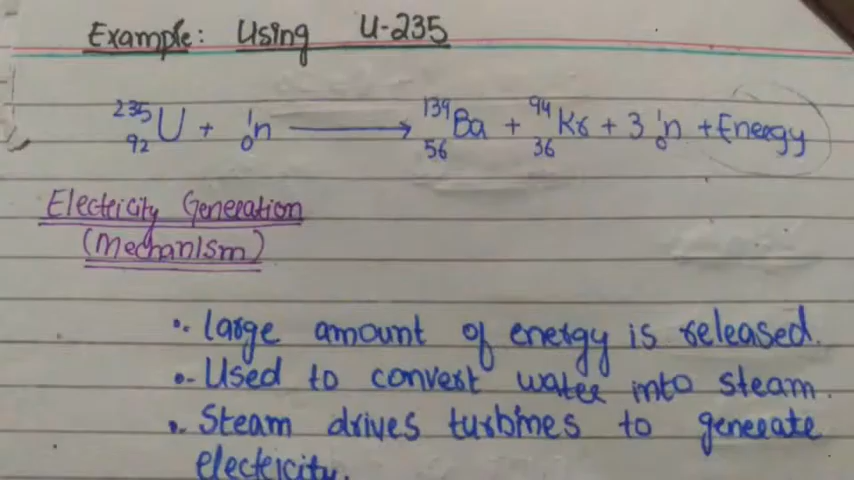 Example: Using U-235
²³⁵₉₂U + ¹₀n ⟶ ¹³⁹₅₆Ba + ⁹⁴₃₆Kr + 3 ¹₀n + Energy
Electricity Generation
(Mechanism)
•- large amount of energy is released.
•- Used to convert water into steam.
•- Steam drives turbines to generate
electricity.